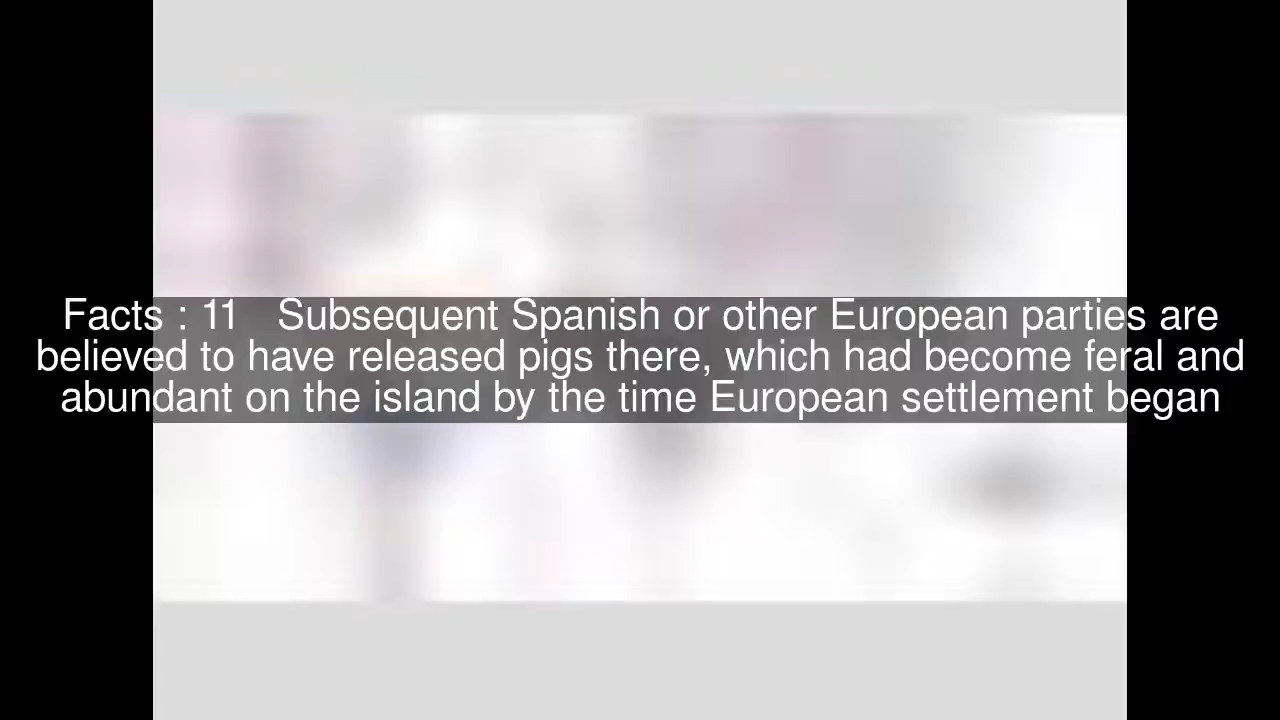 Facts : 11   Subsequent Spanish or other European parties are
believed to have released pigs there, which had become feral and
abundant on the island by the time European settlement began